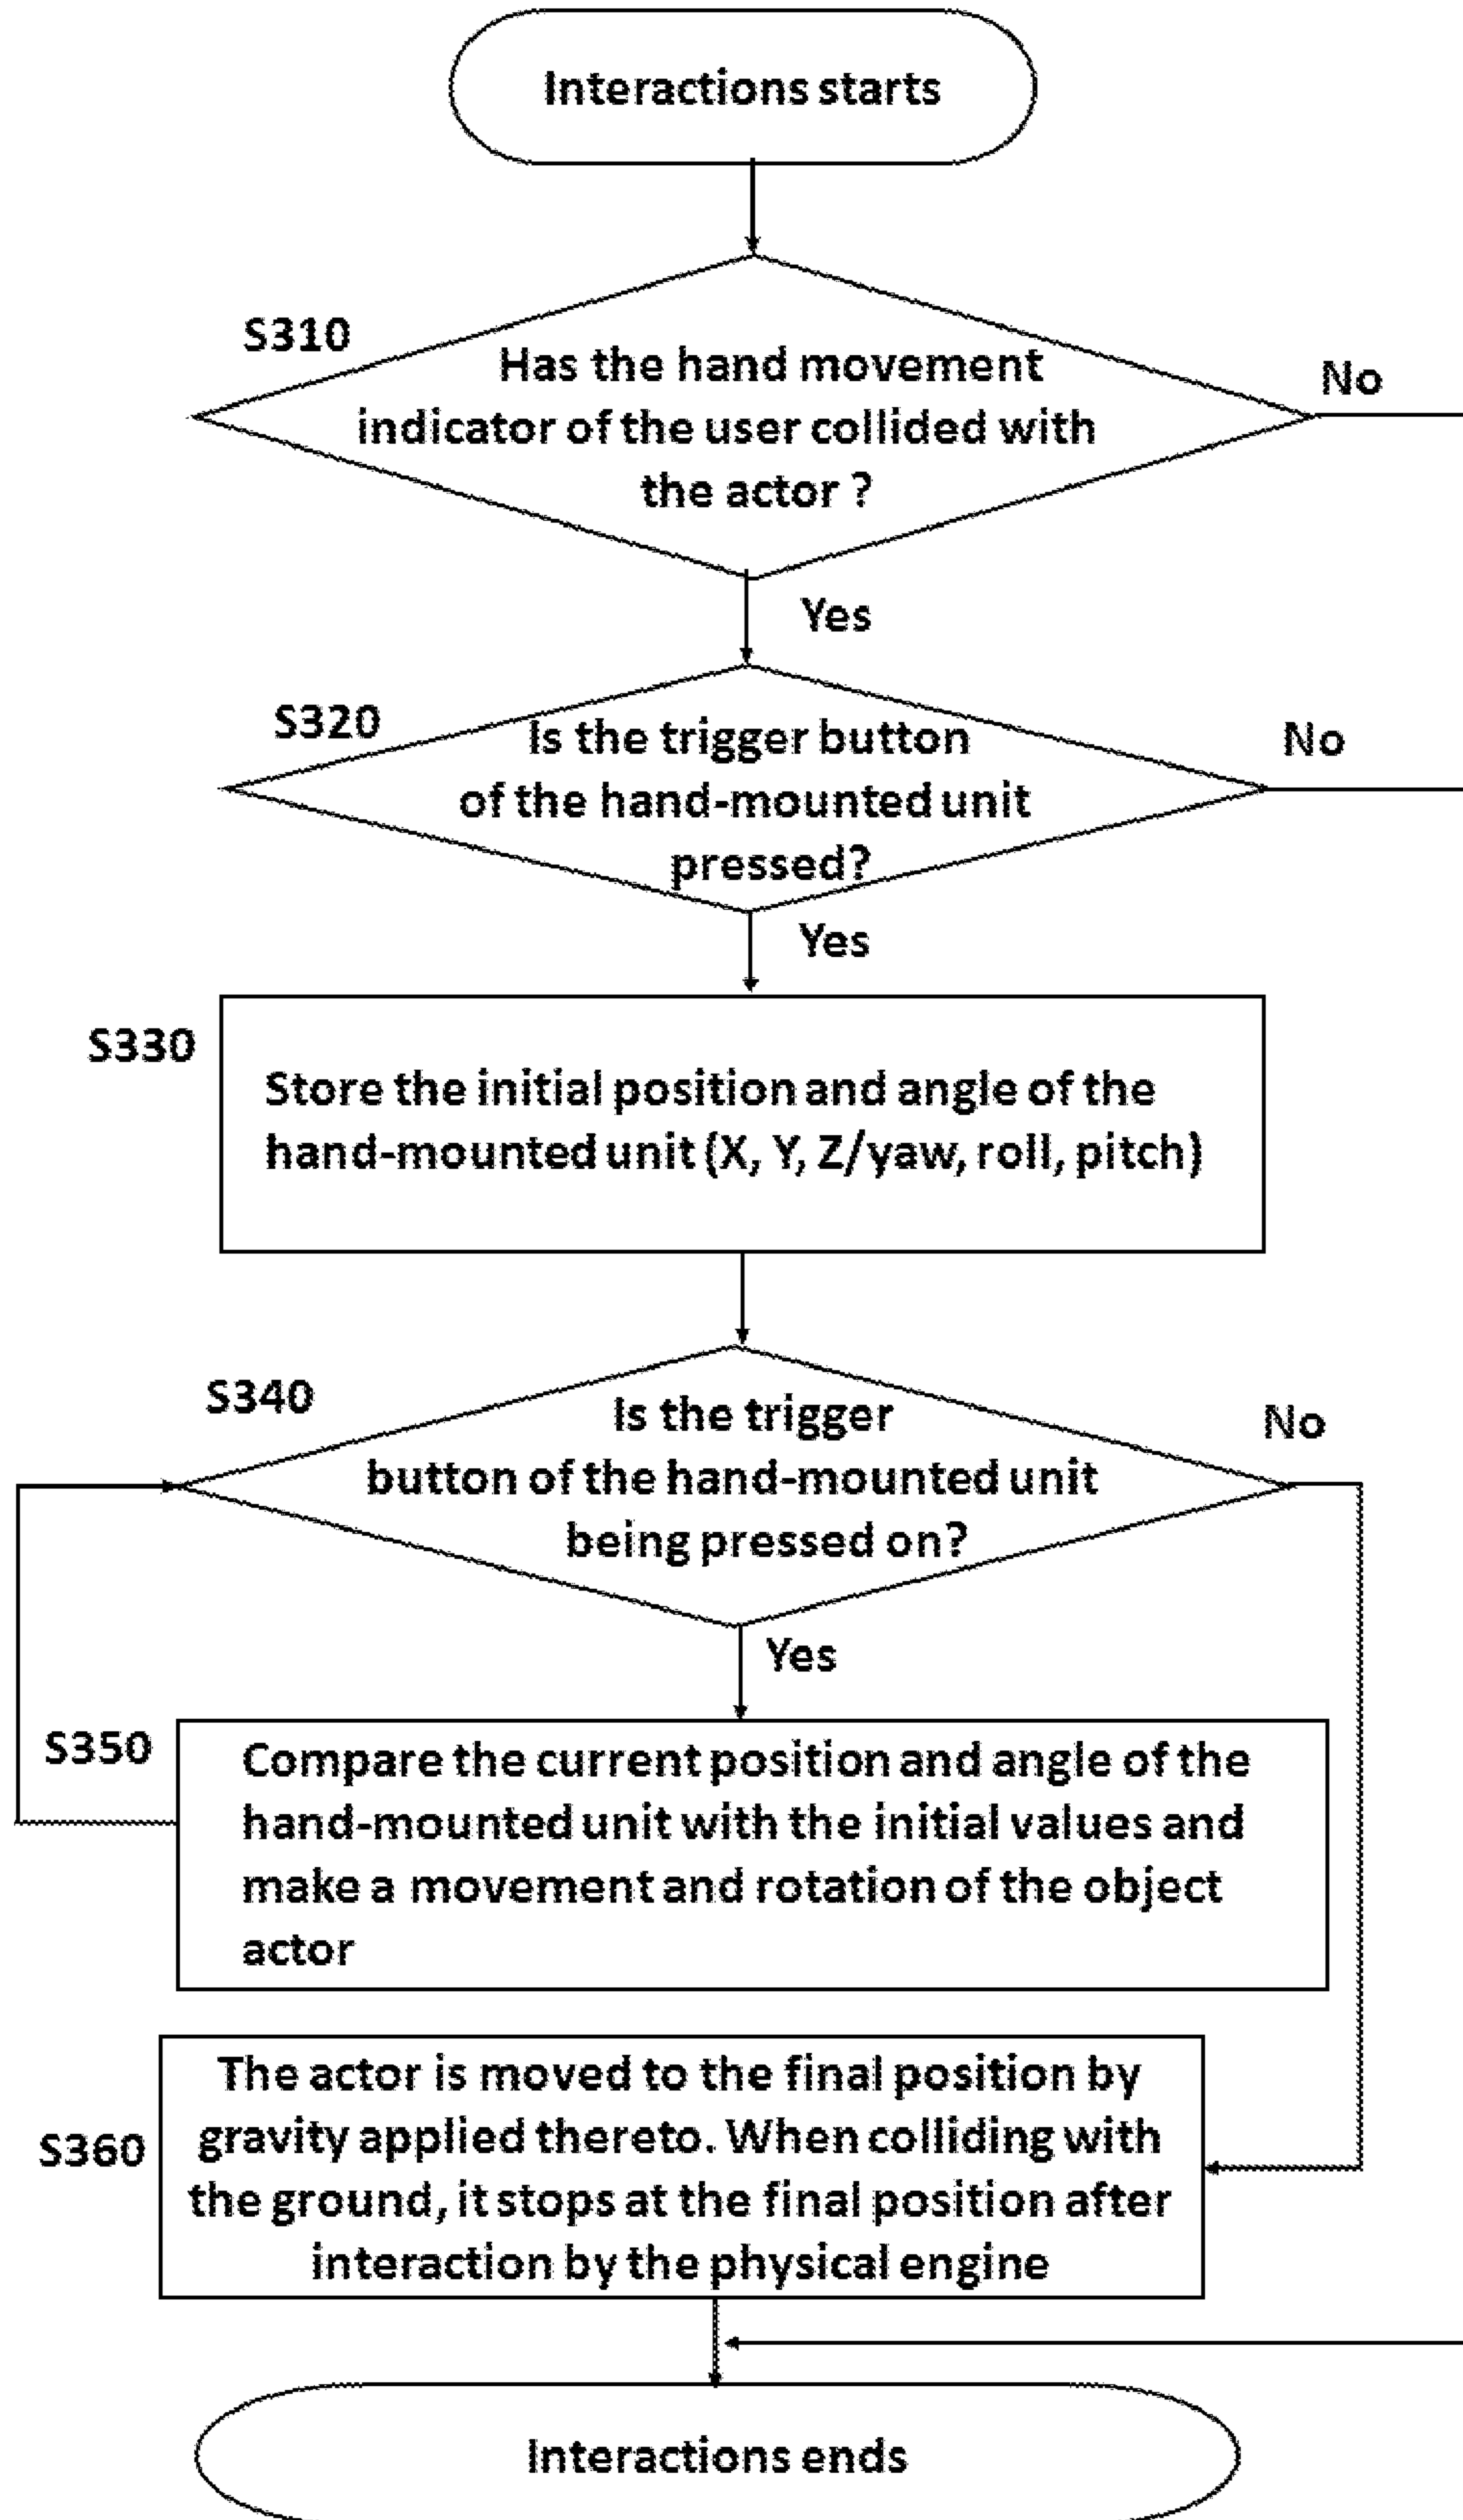 Interactions starts
S310
Has the hand movement
indicator of the user collided with
the actor ?
No
Yes
S320
Is the trigger button
of the hand-mounted unit
pressed?
No
Yes
S330
Store the initial position and angle of the
hand-mounted unit (X, Y, Z/yaw, roll, pitch)
S340
Is the trigger
button of the hand-mounted unit
being pressed on?
No
Yes
S350
Compare the current position and angle of the
hand-mounted unit with the initial values and
make a movement and rotation of the object
actor
S360
The actor is moved to the final position by
gravity applied thereto. When colliding with
the ground, it stops at the final position after
interaction by the physical engine
Interactions ends